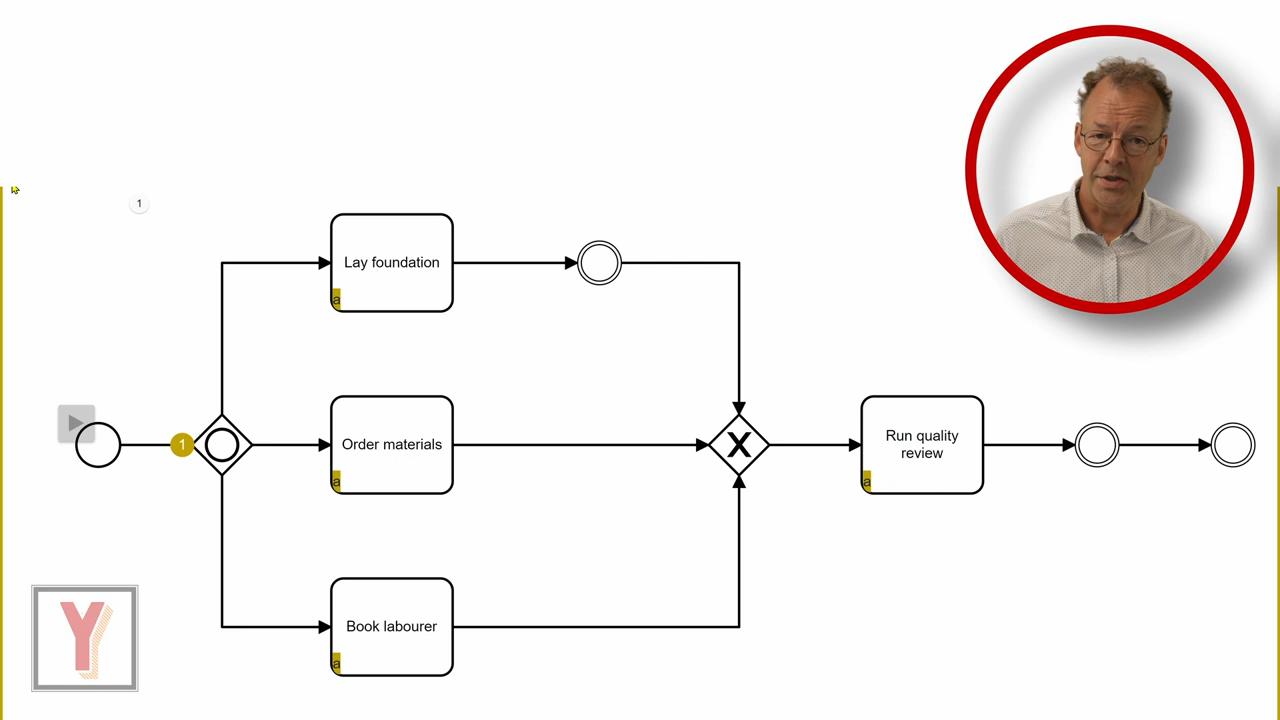 1
Lay foundation
a
1
Order materials
a
X
Run quality
review
a
Book labourer
a
Y